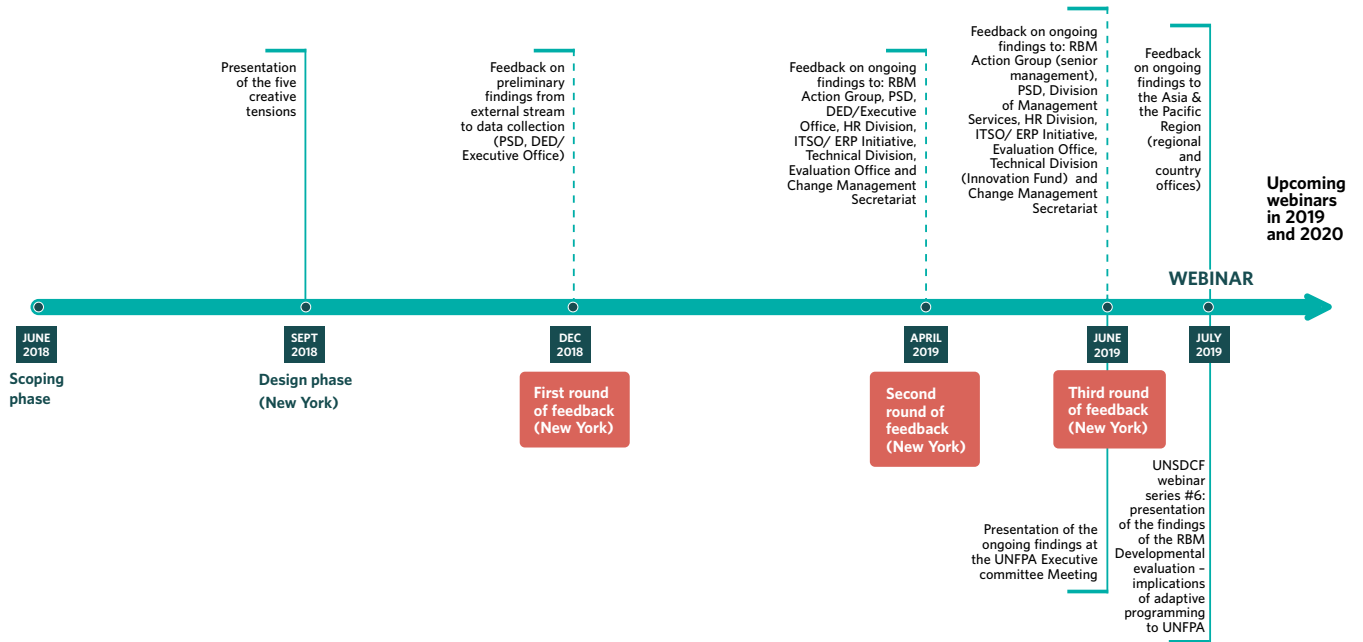 Presentation
of the five
creative
tensions
Feedback on
preliminary
findings from
external stream
to data collection
(PSD, DED/
Executive Office)
Feedback on ongoing
findings to: RBM
Action Group, PSD,
DED/Executive
Office, HR Division,
ITSO/ ERP Initiative,
Technical Division,
Evaluation Office and
Change Management
Secretariat
Feedback on ongoing
findings to: RBM
Action Group (senior
management),
PSD, Division
of Management
Services, HR Division,
ITSO/ ERP Initiative,
Evaluation Office,
Technical Division
(Innovation Fund) and
Change Management
Secretariat
Feedback
on ongoing
findings to
the Asia &
the Pacific
Region
(regional
and
country
offices)
Upcoming
webinars
in 2019
and 2020
WEBINAR
JUNE
2018
Scoping
phase
SEPT
2018
Design phase
(New York)
DEC
2018
First round
of feedback
(New York)
APRIL
2019
Second
round of
feedback
(New York)
JUNE
2019
Third round
of feedback
(New York)
JULY
2019
Presentation of the
ongoing findings at
the UNFPA Executive
committee Meeting
UNSDCF
webinar
series #6:
presentation
of the findings
of the RBM
Developmental
evaluation –
implications
of adaptive
programming
to UNFPA